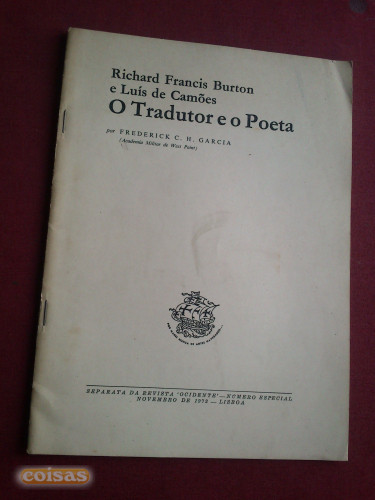 Richard Francis Burton
e Luís de Camões
O Tradutor e o Poeta
por FREDERICK C. H. GARCIA
(Academia Militar de West Point)
SEPARATA DA REVISTA «OCIDENTE» — NÚMERO ESPECIAL
NOVEMBRO DE 1972 — LISBOA
coisas